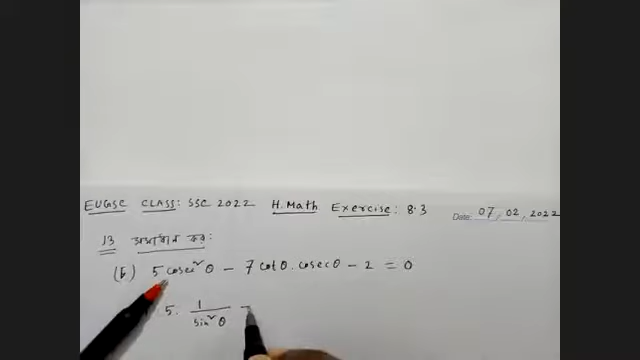 EUGSC CLASS: SSC 2022 H.Math Exercise: 8.3 Date: 07, 02, 2022
13 সমাধান কর:
5 cosec²θ - 7 cotθ. cosecθ - 2 = 0
5. 1/sin²θ -